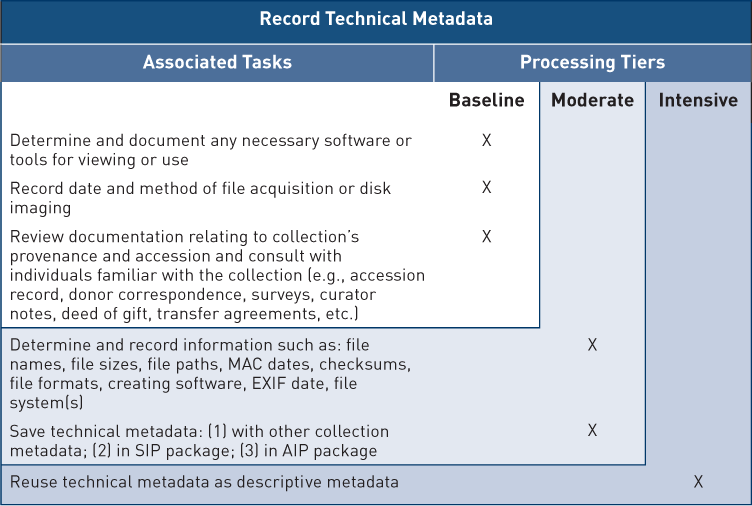 Record Technical Metadata
Associated Tasks Processing Tiers
Baseline Moderate Intensive
Determine and document any necessary software or X
tools for viewing or use
Record date and method of file acquisition or disk X
imaging
Review documentation relating to collection’s X
provenance and accession and consult with
individuals familiar with the collection (e.g., accession
record, donor correspondence, surveys, curator
notes, deed of gift, transfer agreements, etc.)
Determine and record information such as: file X
names, file sizes, file paths, MAC dates, checksums,
file formats, creating software, EXIF date, file
system(s)
Save technical metadata: (1) with other collection X
metadata; (2) in SIP package; (3) in AIP package
Reuse technical metadata as descriptive metadata X